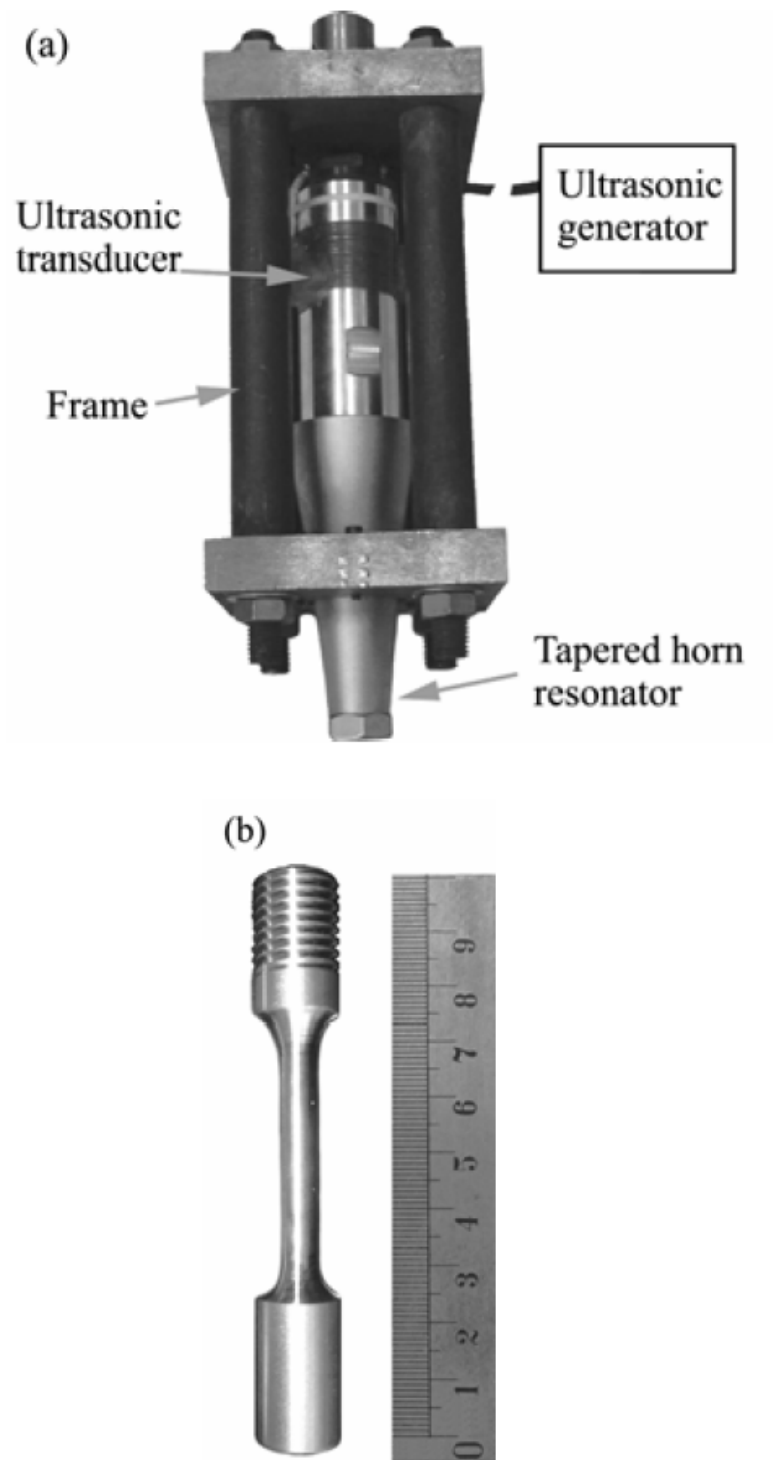 (a)
Ultrasonic
transducer
Ultrasonic
generator
Frame
Tapered horn
resonator
(b)
9
8
7
6
5
4
3
2
1
0